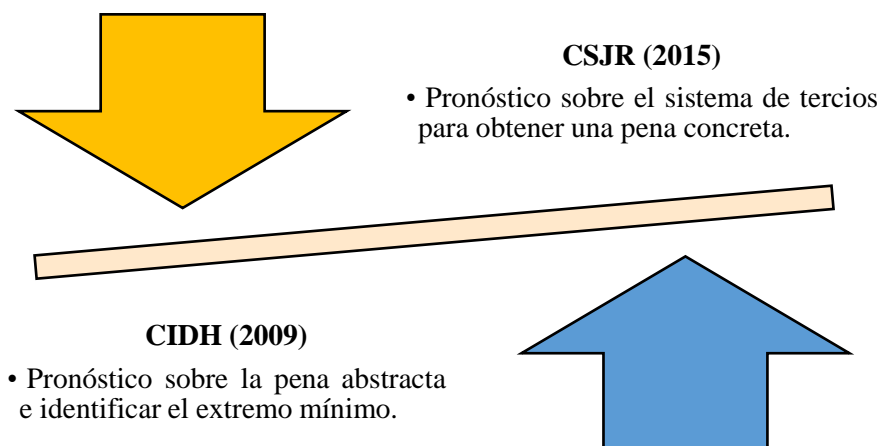 CSJR (2015)
• Pronóstico sobre el sistema de tercios
para obtener una pena concreta.
CIDH (2009)
• Pronóstico sobre la pena abstracta
e identificar el extremo mínimo.